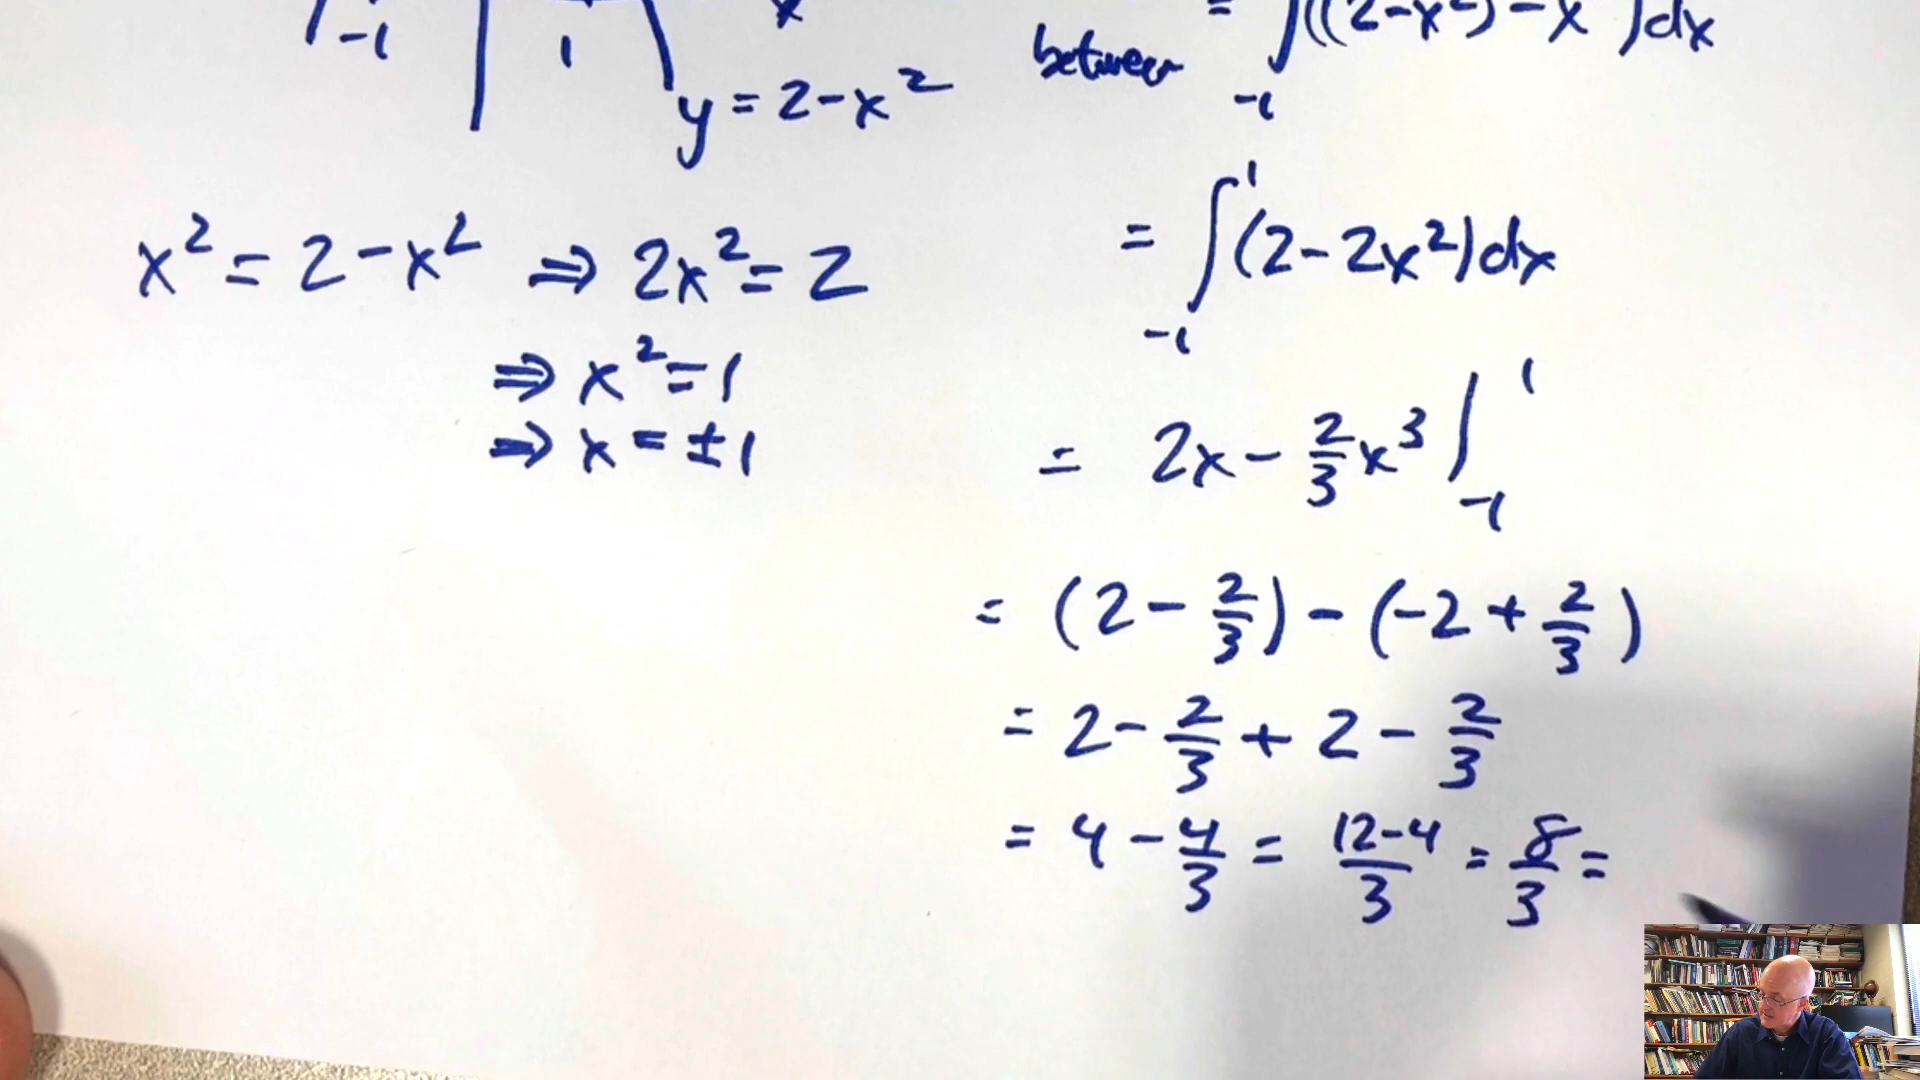 -1 1 x
y = 2-x²
x² = 2-x² ⇒ 2x² = 2
⇒ x² = 1
⇒ x = ±1
between
= ∫₋₁((2-x²)-x )dx
= ∫₋₁¹(2-2x²)dx
= 2x - 2/3 x³ |₋₁¹
= (2 - 2/3) - (-2 + 2/3)
= 2 - 2/3 + 2 - 2/3
= 4 - 4/3 = 12-4/3 = 8/3 =